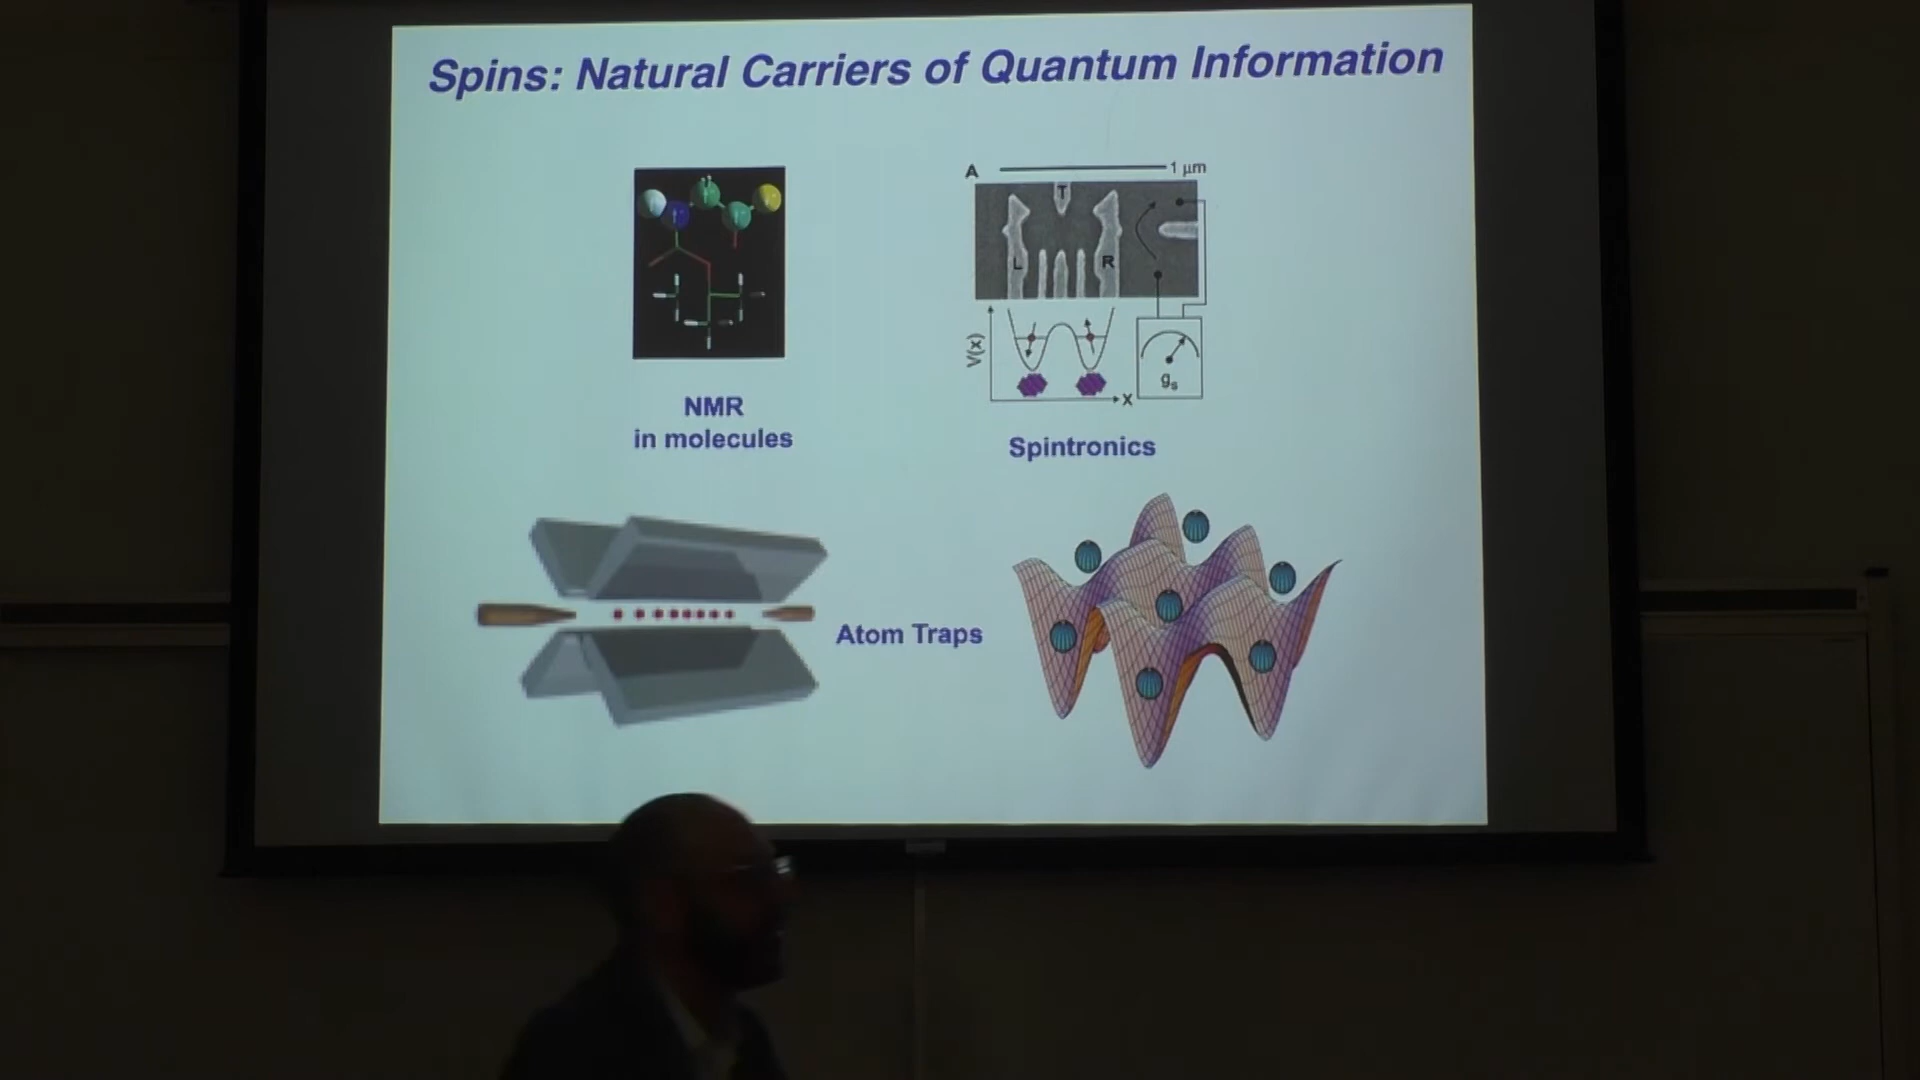 Spins: Natural Carriers of Quantum Information
A
1 μm
T
L
R
V(x)
x
gs
NMR
in molecules
Spintronics
Atom Traps